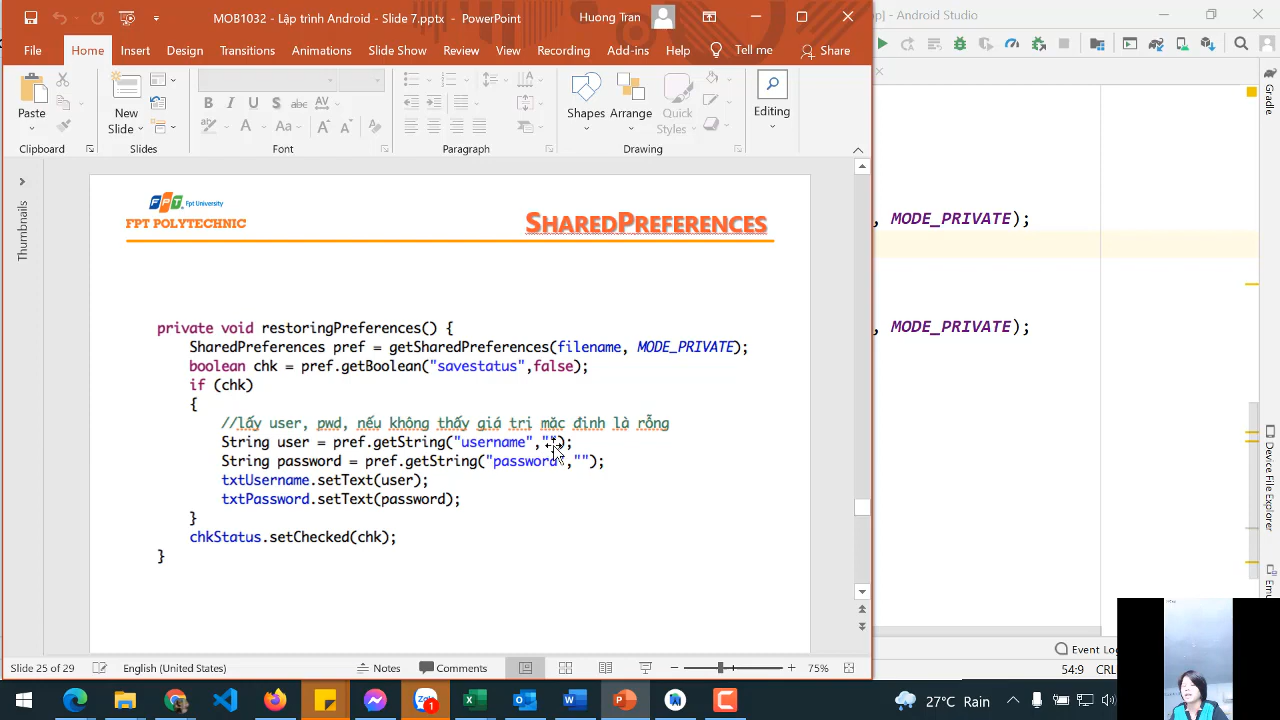 MOB1032 - Lập trình Android - Slide 7.pptx - PowerPoint
Huong Tran
Android Studio
File Home Insert Design Transitions Animations Slide Show Review View Recording Add-ins Help Tell me Share
Paste
New Slide
Shapes Arrange Quick Styles
Editing
Clipboard Slides Font Paragraph Drawing
Thumbnails
Gradle
Device File Explorer
FPT Fpt University
FPT POLYTECHNIC
SHAREDPREFERENCES
private void restoringPreferences() {
SharedPreferences pref = getSharedPreferences(filename, MODE_PRIVATE);
boolean chk = pref.getBoolean("savestatus",false);
if (chk)
{
//lấy user, pwd, nếu không thấy giá trị mặc định là rỗng
String user = pref.getString("username","");
String password = pref.getString("password","");
txtUsername.setText(user);
txtPassword.setText(password);
}
chkStatus.setChecked(chk);
}
, MODE_PRIVATE);
, MODE_PRIVATE);
Slide 25 of 29 English (United States) Notes Comments 75%
54:9 CRL
27°C Rain
1